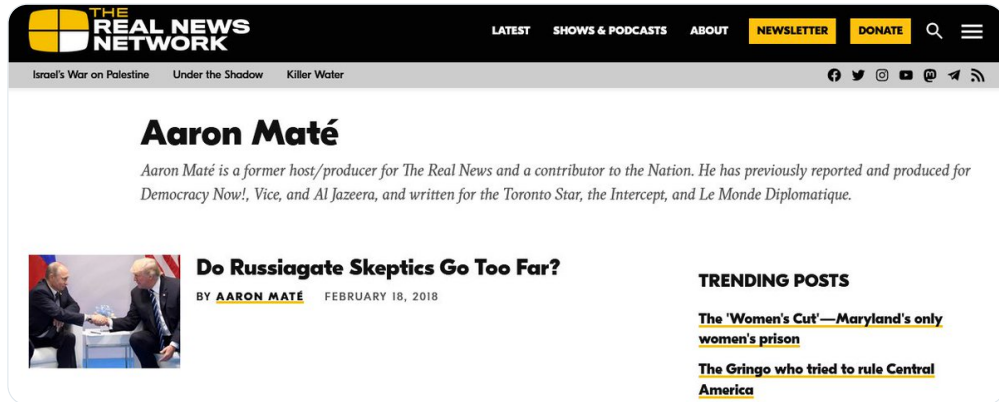 THE
REAL NEWS
NETWORK
LATEST SHOWS & PODCASTS ABOUT NEWSLETTER DONATE
Israel's War on Palestine Under the Shadow Killer Water
Aaron Maté
Aaron Maté is a former host/producer for The Real News and a contributor to the Nation. He has previously reported and produced for
Democracy Now!, Vice, and Al Jazeera, and written for the Toronto Star, the Intercept, and Le Monde Diplomatique.
Do Russiagate Skeptics Go Too Far?
BY AARON MATÉ FEBRUARY 18, 2018
TRENDING POSTS
The 'Women's Cut'—Maryland's only
women's prison
The Gringo who tried to rule Central
America